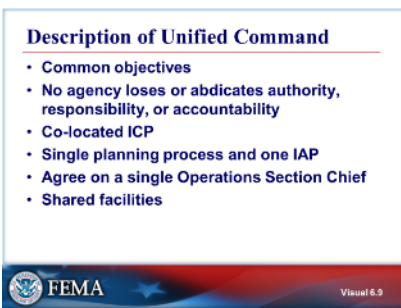 Description of Unified Command
• Common objectives
• No agency loses or abdicates authority,
responsibility, or accountability
• Co-located ICP
• Single planning process and one IAP
• Agree on a single Operations Section Chief
• Shared facilities
FEMA
Visual 6.9